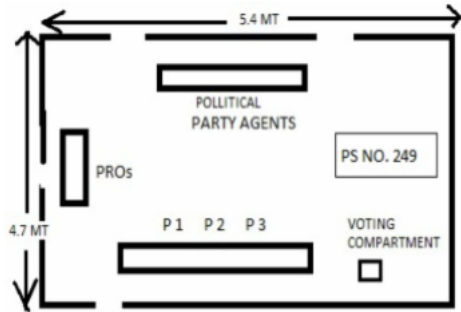 5.4 MT
POLLITICAL
PARTY AGENTS
PS NO. 249
PROs
P 1 P 2 P 3
VOTING
COMPARTMENT
4.7 MT